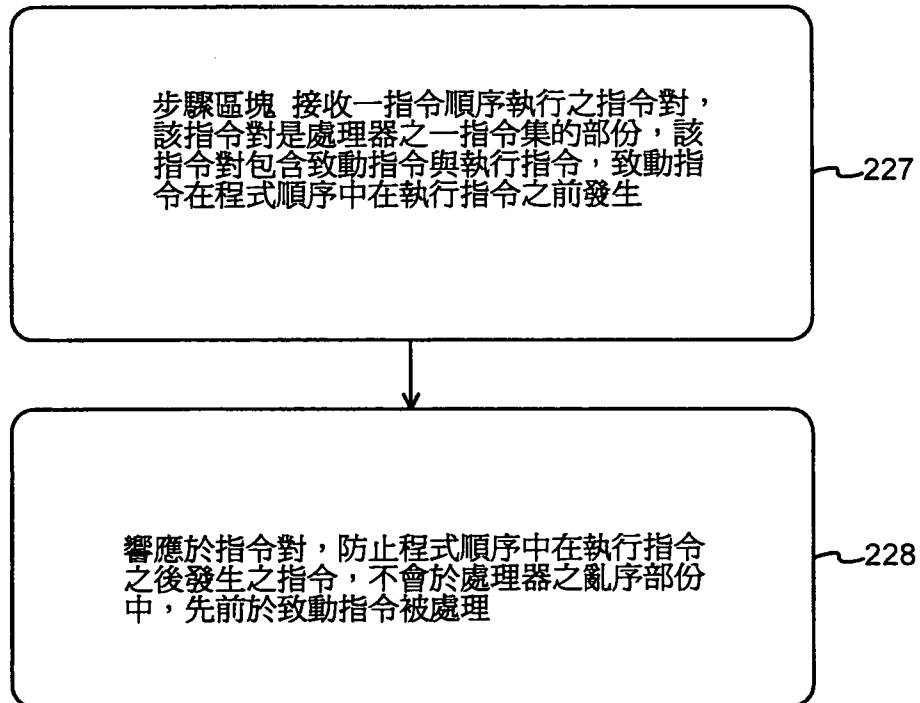 步驟區塊 接收一指令順序執行之指令對，
該指令對是處理器之一指令集的部份，該
指令對包含致動指令與執行指令，致動指
令在程式順序中在執行指令之前發生
227
響應於指令對，防止程式順序中在執行指令
之後發生之指令，不會於處理器之亂序部份
中，先前於致動指令被處理
228